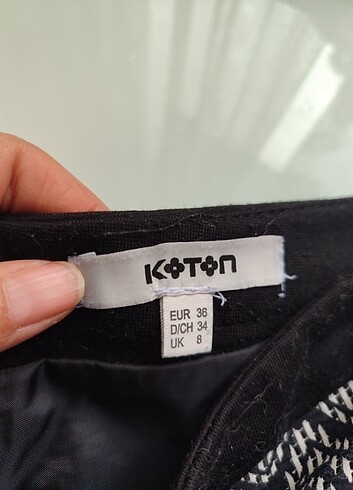 KOTON
EUR 36
D/CH 34
UK 8